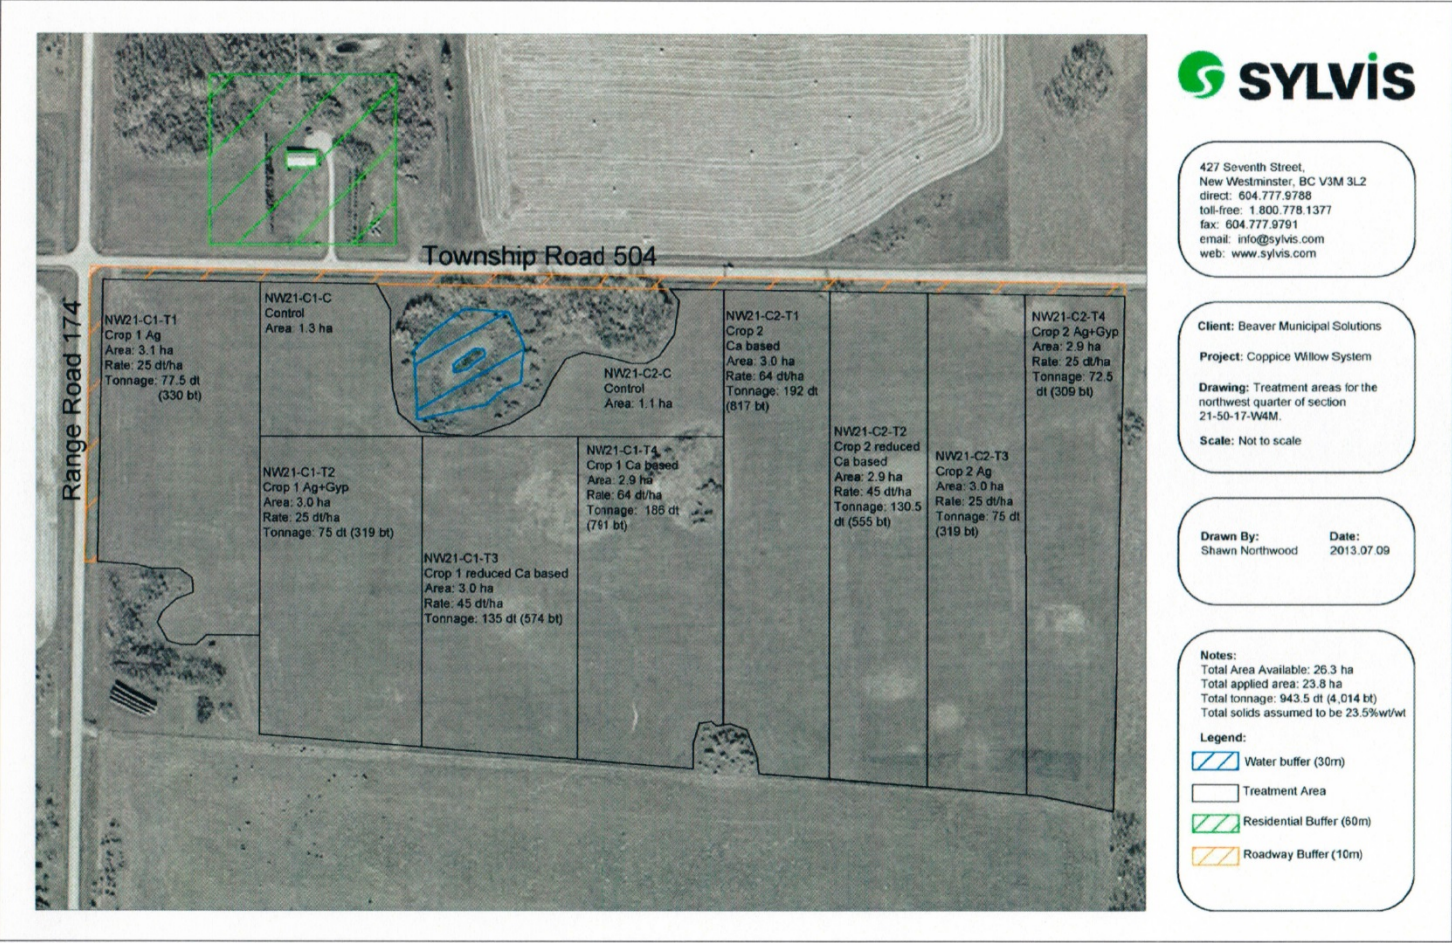 SYLVIS
427 Seventh Street,
New Westminster, BC V3M 3L2
direct: 604.777.9788
toll-free: 1.800.778.1377
fax: 604.777.9791
email: info@sylvis.com
web: www.sylvis.com
Township Road 504
Range Road 174
NW21-C1-T1
Crop 1 Ag
Area: 3.1 ha
Rate: 25 dt/ha
Tonnage: 77.5 dt
(330 bt)
NW21-C1-C
Control
Area: 1.3 ha
NW21-C2-C
Control
Area: 1.1 ha
NW21-C2-T1
Crop 2
Ca based
Area: 3.0 ha
Rate: 64 dt/ha
Tonnage: 192 dt
(817 bt)
NW21-C2-T4
Crop 2 Ag+Gyp
Area: 2.9 ha
Rate: 25 dt/ha
Tonnage: 72.5
dt (309 bt)
NW21-C1-T2
Crop 1 Ag+Gyp
Area: 3.0 ha
Rate: 25 dt/ha
Tonnage: 75 dt (319 bt)
NW21-C1-T3
Crop 1 reduced Ca based
Area: 3.0 ha
Rate: 45 dt/ha
Tonnage: 135 dt (574 bt)
NW21-C1-T4
Crop 1 Ca based
Area: 2.9 ha
Rate: 64 dt/ha
Tonnage: 186 dt
(791 bt)
NW21-C2-T2
Crop 2 reduced
Ca based
Area: 2.9 ha
Rate: 45 dt/ha
Tonnage: 130.5
dt (555 bt)
NW21-C2-T3
Crop 2 Ag
Area: 3.0 ha
Rate: 25 dt/ha
Tonnage: 75 dt
(319 bt)
Client: Beaver Municipal Solutions
Project: Coppice Willow System
Drawing: Treatment areas for the
northwest quarter of section
21-50-17-W4M.
Scale: Not to scale
Drawn By: Date:
Shawn Northwood 2013.07.09
Notes:
Total Area Available: 26.3 ha
Total applied area: 23.8 ha
Total tonnage: 943.5 dt (4,014 bt)
Total solids assumed to be 23.5%wt/wt
Legend:
Water buffer (30m)
Treatment Area
Residential Buffer (60m)
Roadway Buffer (10m)